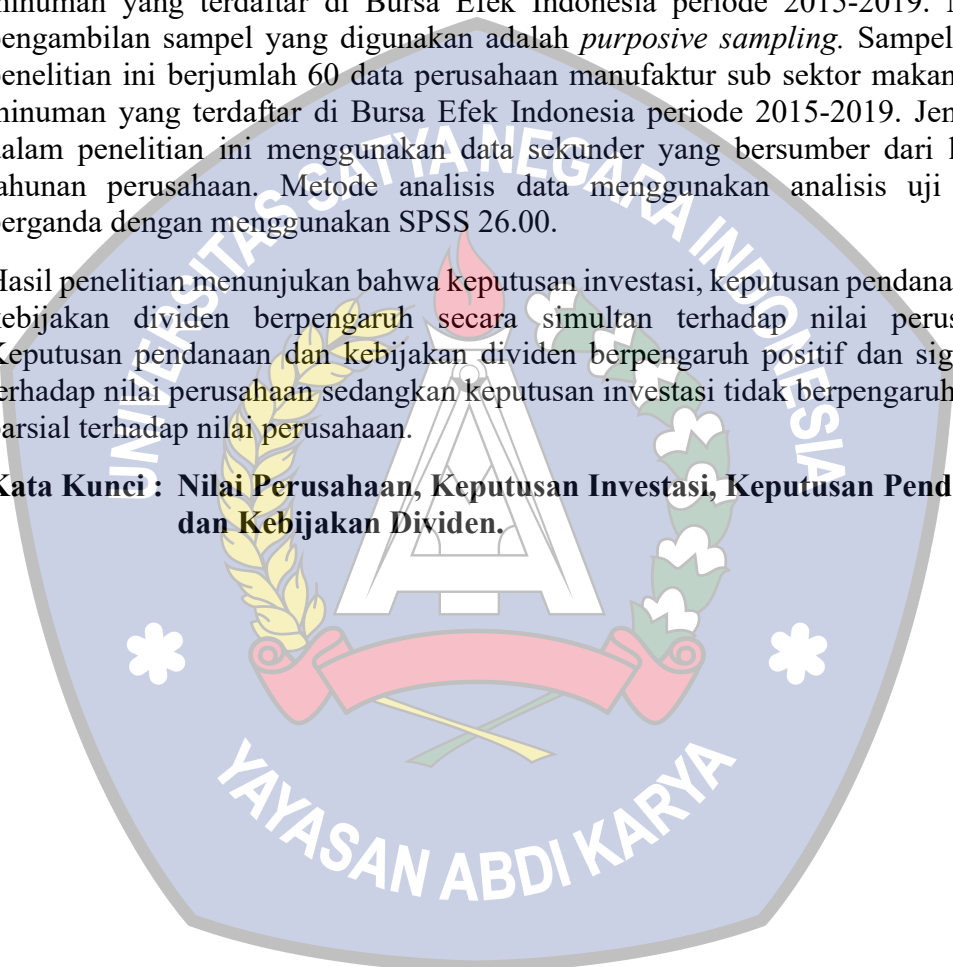 minuman yang terdaftar di Bursa Efek Indonesia periode 2015-2019.
pengambilan sampel yang digunakan adalah purposive sampling. Sampel
penelitian ini berjumlah 60 data perusahaan manufaktur sub sektor makan
minuman yang terdaftar di Bursa Efek Indonesia periode 2015-2019. Jen
dalam penelitian ini menggunakan data sekunder yang bersumber dari
tahunan perusahaan. Metode analisis data menggunakan analisis uji
berganda dengan menggunakan SPSS 26.00.
Hasil penelitian menunjukan bahwa keputusan investasi, keputusan pendana
kebijakan dividen berpengaruh secara simultan terhadap nilai perus
Keputusan pendanaan dan kebijakan dividen berpengaruh positif dan sig
terhadap nilai perusahaan sedangkan keputusan investasi tidak berpengaruh
parsial terhadap nilai perusahaan.
Kata Kunci : Nilai Perusahaan, Keputusan Investasi, Keputusan Pend
dan Kebijakan Dividen.
UNIVERSITAS SATYA NEGARA INDONESIA
YAYASAN ABDI KARYA